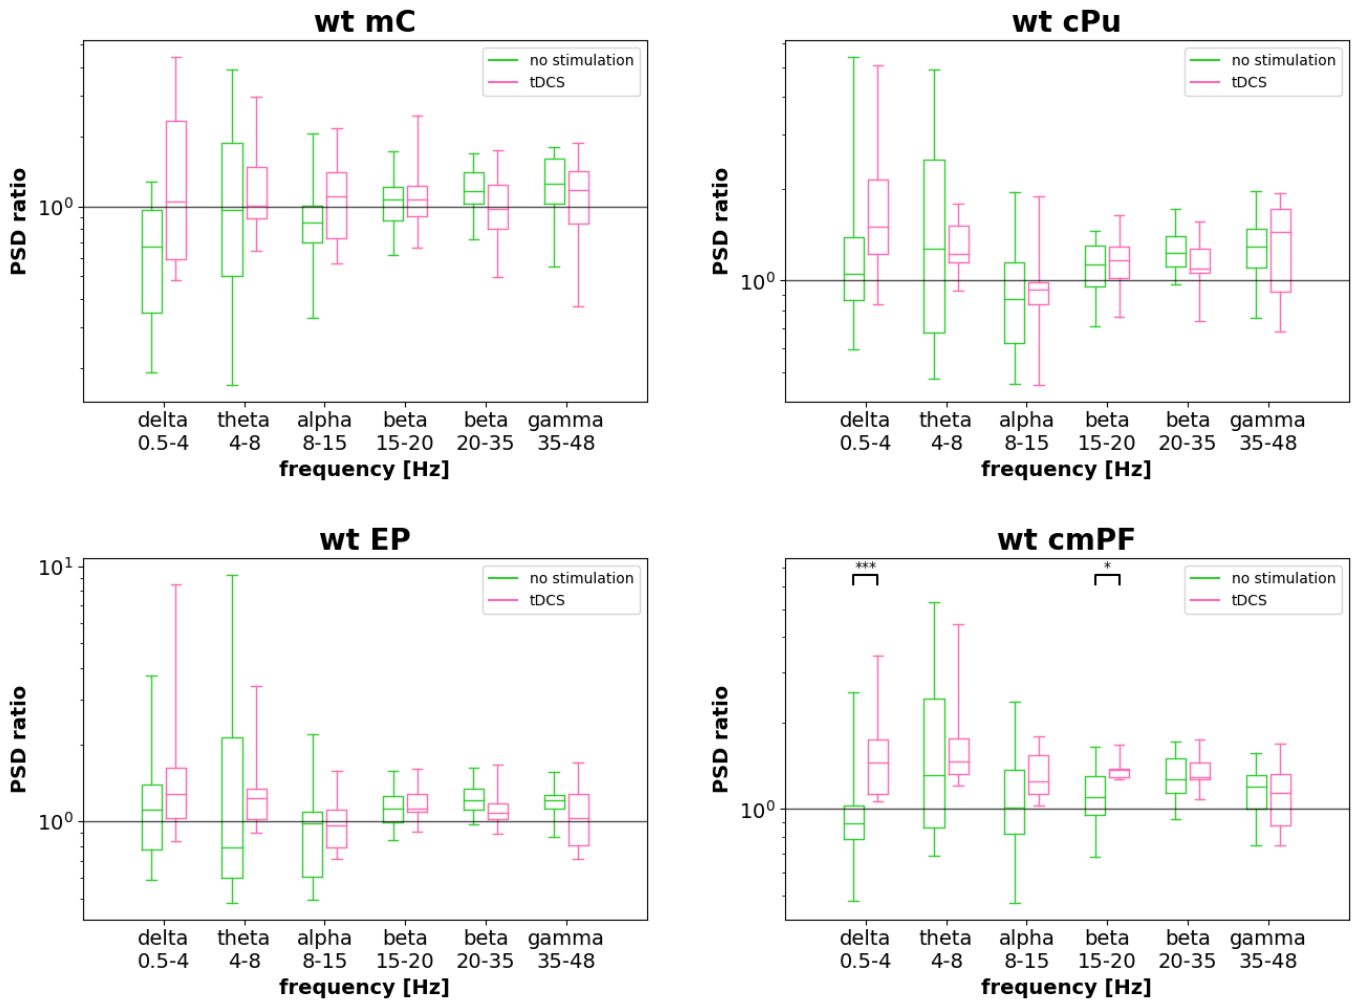 wt mC
PSD ratio
10⁰
no stimulation
tDCS
delta theta alpha beta beta gamma
0.5-4 4-8 8-15 15-20 20-35 35-48
frequency [Hz]
wt cPu
PSD ratio
10⁰
no stimulation
tDCS
delta theta alpha beta beta gamma
0.5-4 4-8 8-15 15-20 20-35 35-48
frequency [Hz]
wt EP
PSD ratio
10¹
10⁰
no stimulation
tDCS
delta theta alpha beta beta gamma
0.5-4 4-8 8-15 15-20 20-35 35-48
frequency [Hz]
wt cmPF
PSD ratio
10⁰
*** *
no stimulation
tDCS
delta theta alpha beta beta gamma
0.5-4 4-8 8-15 15-20 20-35 35-48
frequency [Hz]